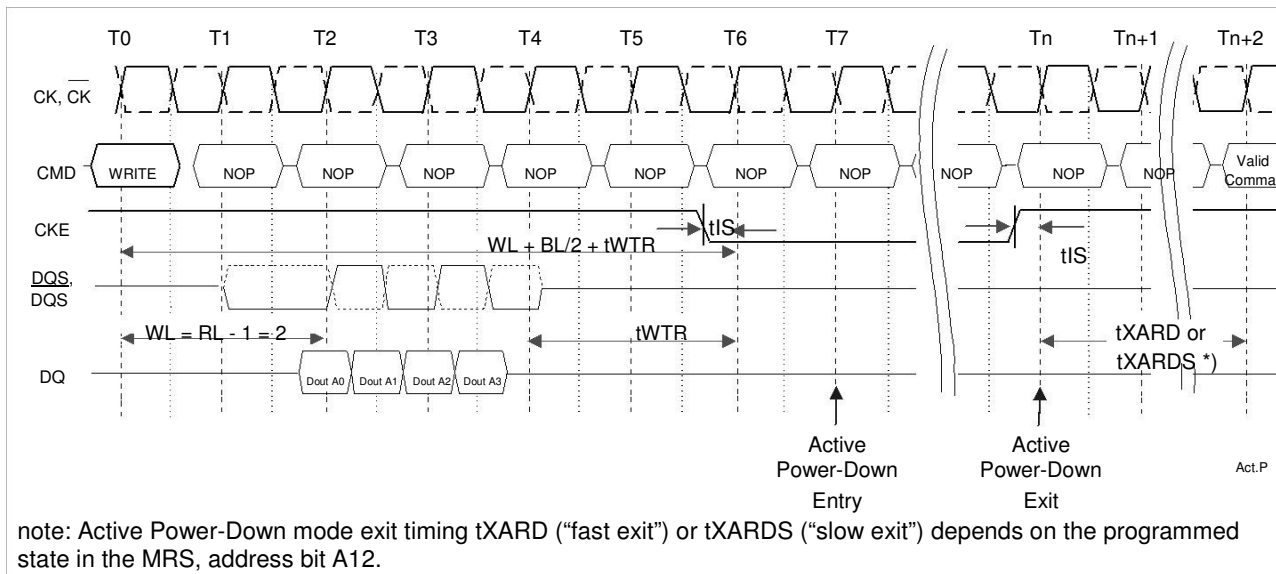 T0 T1 T2 T3 T4 T5 T6 T7 Tn Tn+1 Tn+2
CK, CK
CMD WRITE NOP NOP NOP NOP NOP NOP NOP NOP NOP NOP Valid
Comma
CKE tIS
WL + BL/2 + tWTR
tIS
DQS,
DQS
WL = RL - 1 = 2 tWTR tXARD or
tXARDS *)
DQ Dout A0 Dout A1 Dout A2 Dout A3
Active
Power-Down
Entry
Active
Power-Down
Exit
Act.P
note: Active Power-Down mode exit timing tXARD (“fast exit”) or tXARDS (“slow exit”) depends on the programmed
state in the MRS, address bit A12.